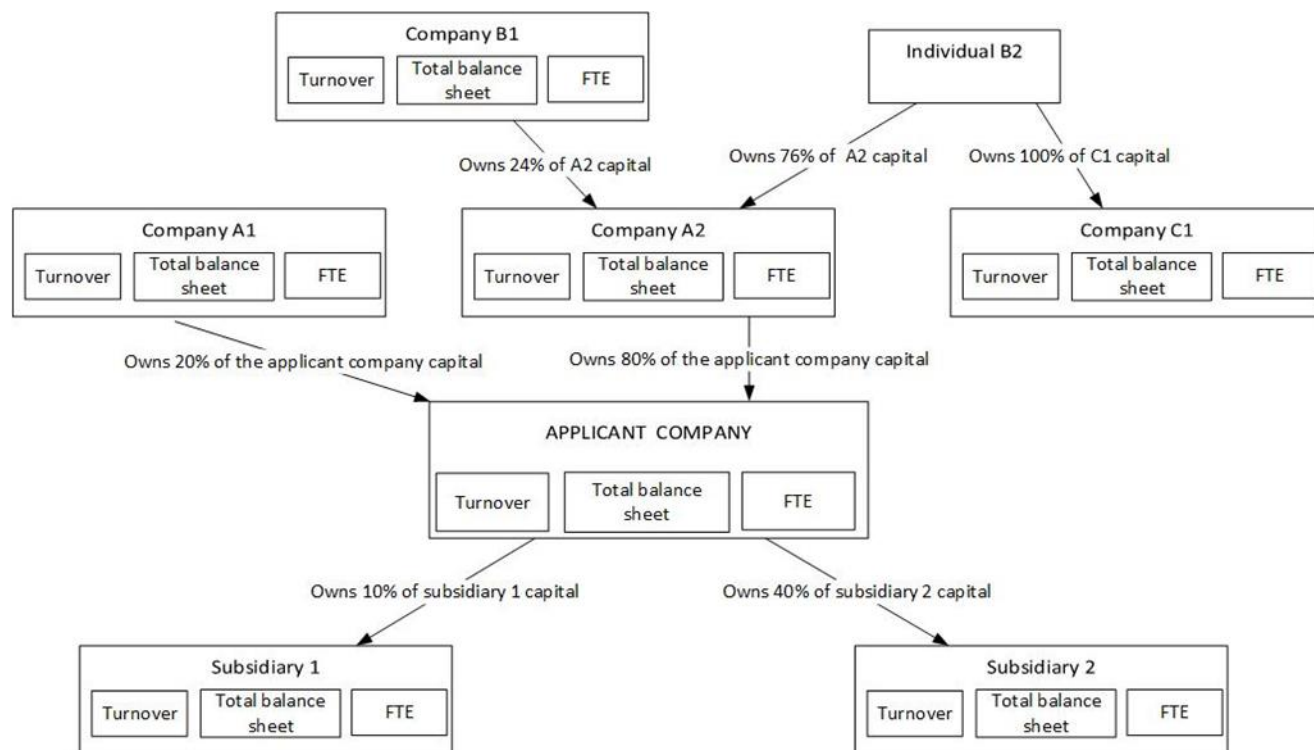 Company B1
Turnover
Total balance
sheet
FTE
Individual B2
Owns 24% of A2 capital
Owns 76% of A2 capital
Owns 100% of C1 capital
Company A1
Turnover
Total balance
sheet
FTE
Company A2
Turnover
Total balance
sheet
FTE
Company C1
Turnover
Total balance
sheet
FTE
Owns 20% of the applicant company capital
Owns 80% of the applicant company capital
APPLICANT COMPANY
Turnover
Total balance
sheet
FTE
Owns 10% of subsidiary 1 capital
Owns 40% of subsidiary 2 capital
Subsidiary 1
Turnover
Total balance
sheet
FTE
Subsidiary 2
Turnover
Total balance
sheet
FTE